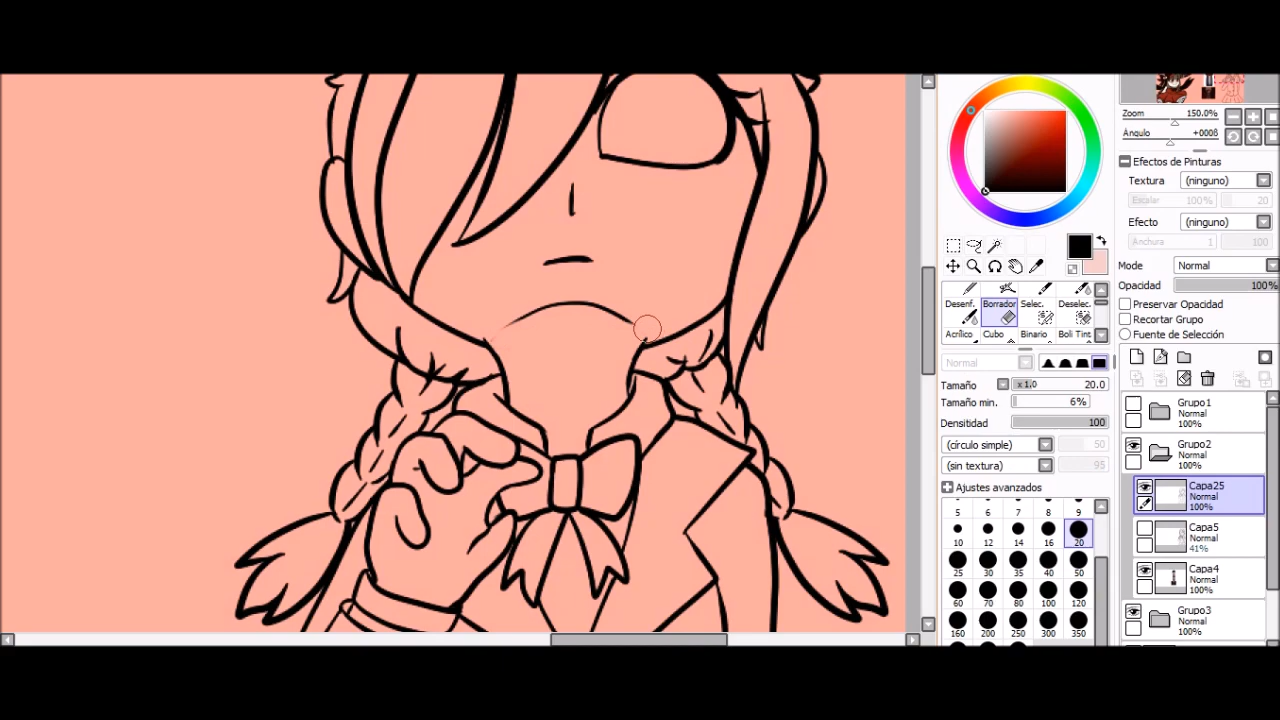 Zoom 150.0%
Ángulo +000ß
Efectos de Pinturas
Textura (ninguno)
Escalar 100% 20
Efecto (ninguno)
Anchura 1 100
Mode Normal
Opacidad 100%
Preservar Opacidad
Recortar Grupo
Fuente de Selección
Desenf. Borrador Selec. Deselec.
Acrílico Cubo Binario Boli Tint.
Normal
Tamaño x 1.0 20.0
Tamaño min. 6%
Densitidad 100
(círculo simple) 50
(sin textura) 95
Ajustes avanzados
5 6 7 8 9
10 12 14 16 20
25 30 35 40 50
60 70 80 100 120
160 200 250 300 350
Grupo1
Normal
100%
Grupo2
Normal
100%
Capa25
Normal
100%
Capa5
Normal
41%
Capa4
Normal
100%
Grupo3
Normal
100%